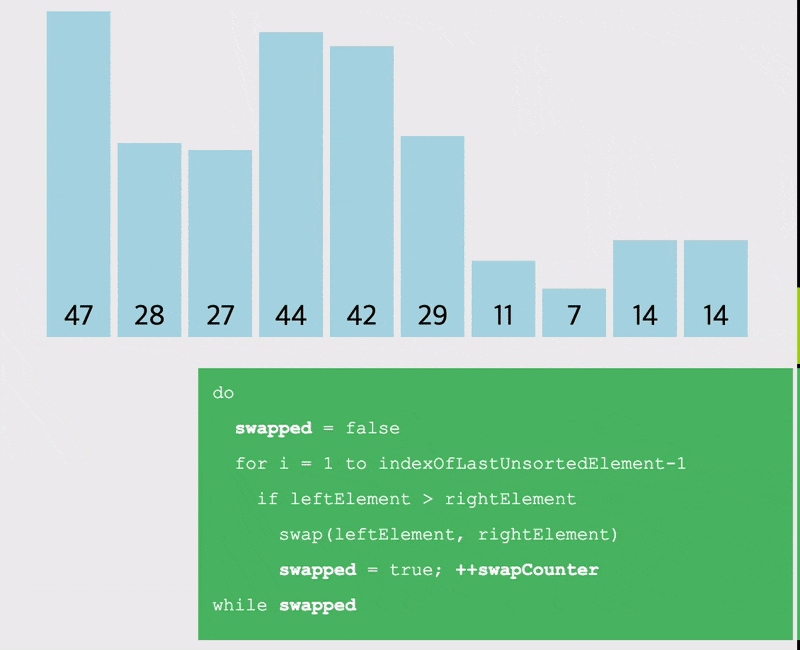 47 28 27 44 42 29 11 7 14 14
do
swapped = false
for i = 1 to indexOfLastUnsortedElement-1
if leftElement > rightElement
swap(leftElement, rightElement)
swapped = true; ++swapCounter
while swapped